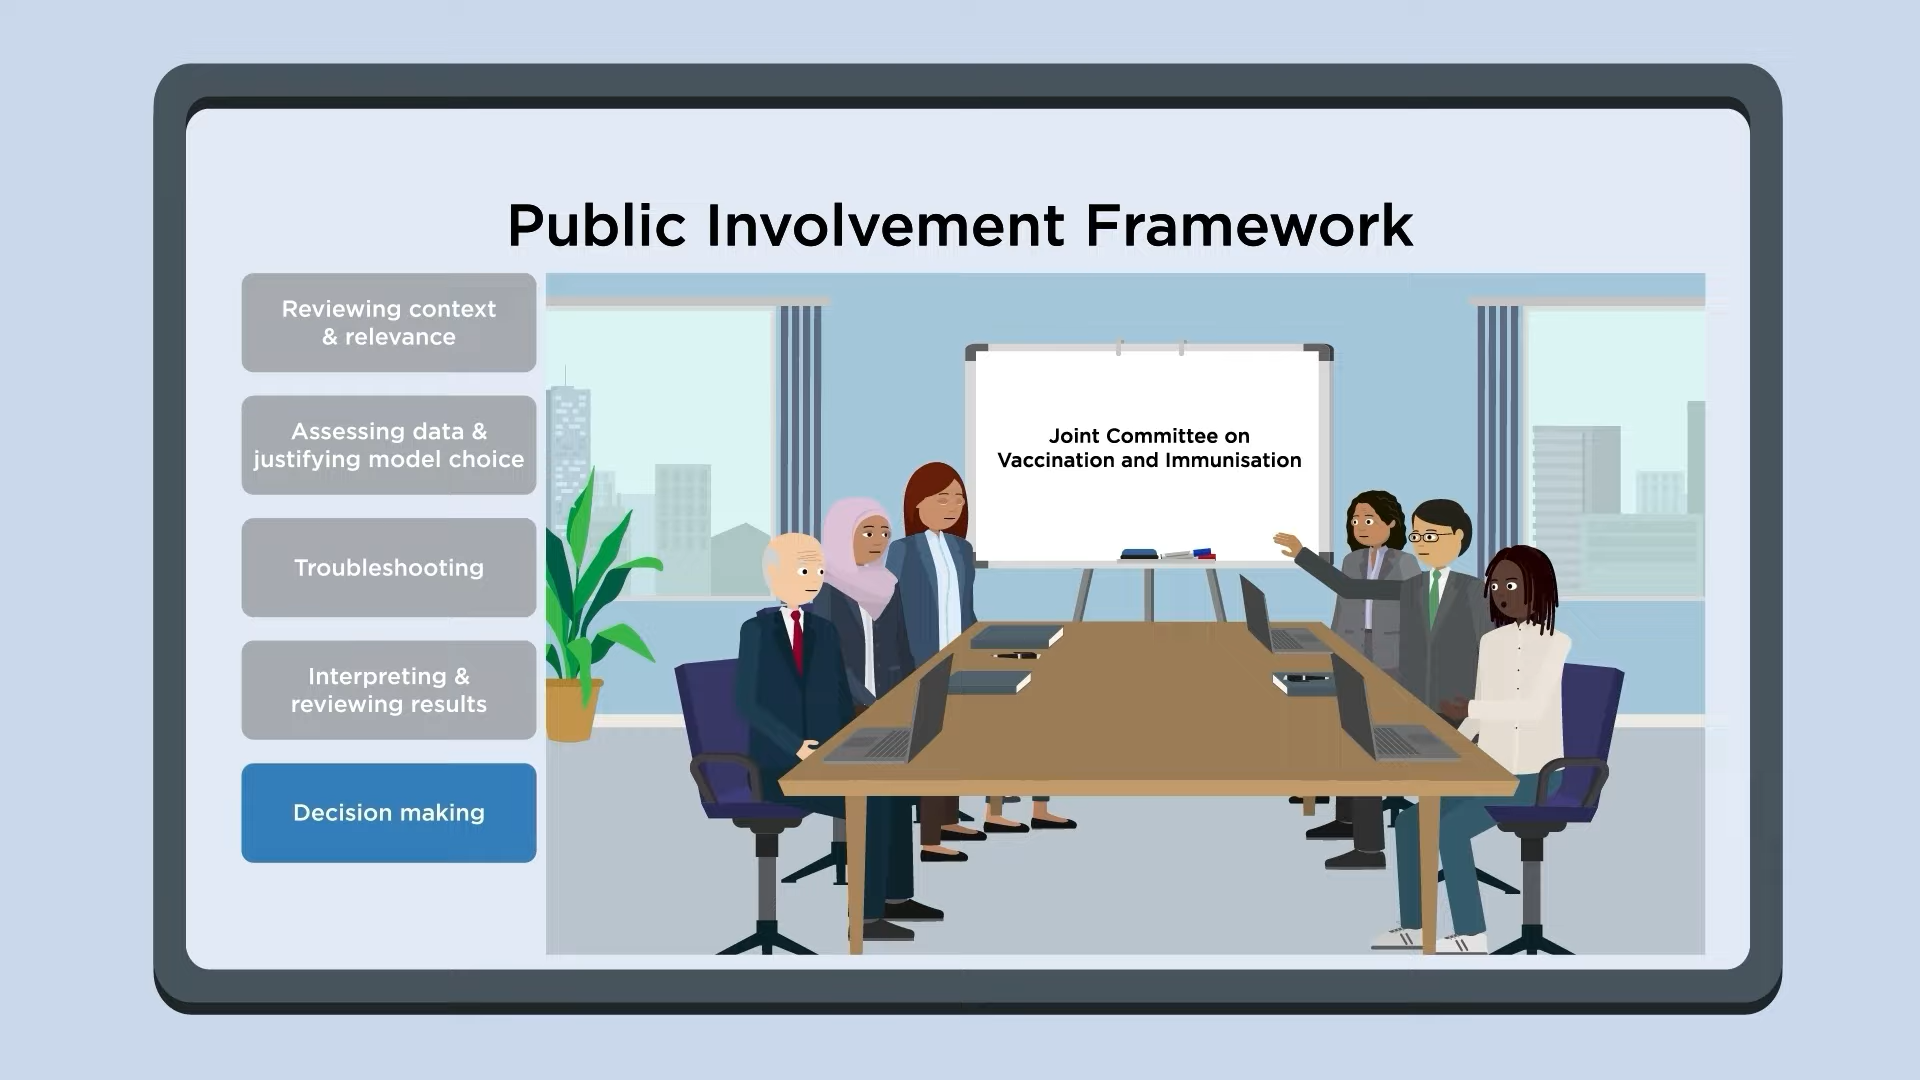 Public Involvement Framework
Reviewing context
& relevance
Assessing data &
justifying model choice
Troubleshooting
Interpreting &
reviewing results
Decision making
Joint Committee on
Vaccination and Immunisation